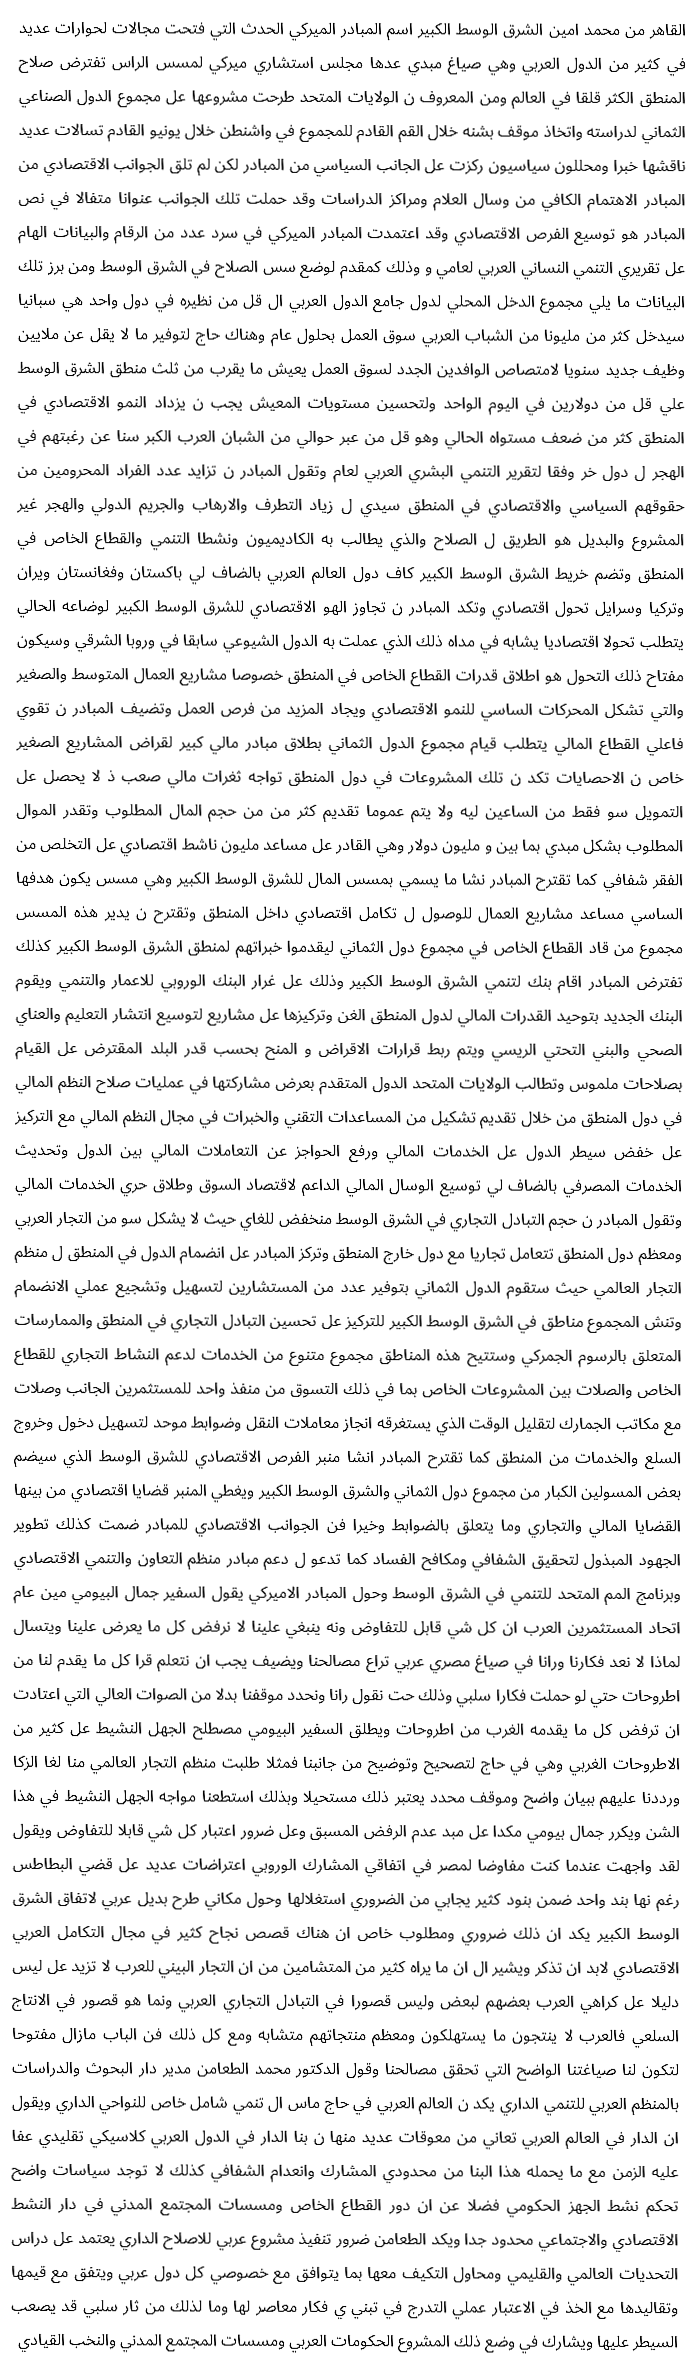 القاهر من محمد امين الشرق الوسط الكبير اسم المبادر الميركي الحدث التي فتحت مجالات لحوارات عديد
في كثير من الدول العربي وهي صياغ مبدي عدها مجلس استشاري ميركي لمسس الراس تفترض صلاح
المنطق الكثر قلقا في العالم ومن المعروف ن الولايات المتحد طرحت مشروعها عل مجموع الدول الصناعي
الثماني لدراسته واتخاذ موقف بشنه خلال القم القادم للمجموع في واشنطن خلال يونيو القادم تسالات عديد
ناقشها خبرا ومحللون سياسيون ركزت عل الجانب السياسي من المبادر لكن لم تلق الجوانب الاقتصادي من
المبادر الاهتمام الكافي من وسال العلام ومراكز الدراسات وقد حملت تلك الجوانب عنوانا متفالا في نص
المبادر هو توسيع الفرص الاقتصادي وقد اعتمدت المبادر الميركي في سرد عدد من الرقام والبيانات الهام
عل تقريري التنمي النساني العربي لعامي و وذلك كمقدم لوضع سس الصلاح في الشرق الوسط ومن برز تلك
البيانات ما يلي مجموع الدخل المحلي لدول جامع الدول العربي ال قل من نظيره في دول واحد هي سبانيا
سيدخل كثر من مليونا من الشباب العربي سوق العمل بحلول عام وهناك حاج لتوفير ما لا يقل عن ملايين
وظيف جديد سنويا لامتصاص الوافدين الجدد لسوق العمل يعيش ما يقرب من ثلث منطق الشرق الوسط
علي قل من دولارين في اليوم الواحد ولتحسين مستويات المعيش يجب ن يزداد النمو الاقتصادي في
المنطق كثر من ضعف مستواه الحالي وهو قل من عبر حوالي من الشبان العرب الكبر سنا عن رغبتهم في
الهجر ل دول خر وفقا لتقرير التنمي البشري العربي لعام وتقول المبادر ن تزايد عدد الفراد المحرومين من
حقوقهم السياسي والاقتصادي في المنطق سيدي ل زياد التطرف والارهاب والجريم الدولي والهجر غير
المشروع والبديل هو الطريق ل الصلاح والذي يطالب به الكاديميون ونشطا التنمي والقطاع الخاص في
المنطق وتضم خريط الشرق الوسط الكبير كاف دول العالم العربي بالضاف لي باكستان وفغانستان ويران
وتركيا وسرايل تحول اقتصادي وتكد المبادر ن تجاوز الهو الاقتصادي للشرق الوسط الكبير لوضاعه الحالي
يتطلب تحولا اقتصاديا يشابه في مداه ذلك الذي عملت به الدول الشيوعي سابقا في وروبا الشرقي وسيكون
مفتاح ذلك التحول هو اطلاق قدرات القطاع الخاص في المنطق خصوصا مشاريع العمال المتوسط والصغير
والتي تشكل المحركات الساسي للنمو الاقتصادي ويجاد المزيد من فرص العمل وتضيف المبادر ن تقوي
فاعلي القطاع المالي يتطلب قيام مجموع الدول الثماني بطلاق مبادر مالي كبير لقراض المشاريع الصغير
خاص ن الاحصايات تكد ن تلك المشروعات في دول المنطق تواجه ثغرات مالي صعب ذ لا يحصل عل
التمويل سو فقط من الساعين ليه ولا يتم عموما تقديم كثر من من حجم المال المطلوب وتقدر الموال
المطلوب بشكل مبدي بما بين و مليون دولار وهي القادر عل مساعد مليون ناشط اقتصادي عل التخلص من
الفقر شفافي كما تقترح المبادر نشا ما يسمي بمسس المال للشرق الوسط الكبير وهي مسس يكون هدفها
الساسي مساعد مشاريع العمال للوصول ل تكامل اقتصادي داخل المنطق وتقترح ن يدير هذه المسس
مجموع من قاد القطاع الخاص في مجموع دول الثماني ليقدموا خبراتهم لمنطق الشرق الوسط الكبير كذلك
تفترض المبادر اقام بنك لتنمي الشرق الوسط الكبير وذلك عل غرار البنك الوروبي للاعمار والتنمي ويقوم
البنك الجديد بتوحيد القدرات المالي لدول المنطق الغن وتركيزها عل مشاريع لتوسيع انتشار التعليم والعناي
الصحي والبني التحتي الريسي ويتم ربط قرارات الاقراض و المنح بحسب قدر البلد المقترض عل القيام
بصلاحات ملموس وتطالب الولايات المتحد الدول المتقدم بعرض مشاركتها في عمليات صلاح النظم المالي
في دول المنطق من خلال تقديم تشكيل من المساعدات التقني والخبرات في مجال النظم المالي مع التركيز
عل خفض سيطر الدول عل الخدمات المالي ورفع الحواجز عن التعاملات المالي بين الدول وتحديث
الخدمات المصرفي بالضاف لي توسيع الوسال المالي الداعم لاقتصاد السوق وطلاق حري الخدمات المالي
وتقول المبادر ن حجم التبادل التجاري في الشرق الوسط منخفض للغاي حيث لا يشكل سو من التجار العربي
ومعظم دول المنطق تتعامل تجاريا مع دول خارج المنطق وتركز المبادر عل انضمام الدول في المنطق ل منظم
التجار العالمي حيث ستقوم الدول الثماني بتوفير عدد من المستشارين لتسهيل وتشجيع عملي الانضمام
وتنش المجموع مناطق في الشرق الوسط الكبير للتركيز عل تحسين التبادل التجاري في المنطق والممارسات
المتعلق بالرسوم الجمركي وستتيح هذه المناطق مجموع متنوع من الخدمات لدعم النشاط التجاري للقطاع
الخاص والصلات بين المشروعات الخاص بما في ذلك التسوق من منفذ واحد للمستثمرين الجانب وصلات
مع مكاتب الجمارك لتقليل الوقت الذي يستغرقه انجاز معاملات النقل وضوابط موحد لتسهيل دخول وخروج
السلع والخدمات من المنطق كما تقترح المبادر انشا منبر الفرص الاقتصادي للشرق الوسط الذي سيضم
بعض المسولين الكبار من مجموع دول الثماني والشرق الوسط الكبير ويغطي المنبر قضايا اقتصادي من بينها
القضايا المالي والتجاري وما يتعلق بالضوابط وخيرا فن الجوانب الاقتصادي للمبادر ضمت كذلك تطوير
الجهود المبذول لتحقيق الشفافي ومكافح الفساد كما تدعو ل دعم مبادر منظم التعاون والتنمي الاقتصادي
وبرنامج المم المتحد للتنمي في الشرق الوسط وحول المبادر الاميركي يقول السفير جمال البيومي مين عام
اتحاد المستثمرين العرب ان كل شي قابل للتفاوض ونه ينبغي علينا لا نرفض كل ما يعرض علينا ويتسال
لماذا لا نعد فكارنا ورانا في صياغ مصري عربي تراع مصالحنا ويضيف يجب ان نتعلم قرا كل ما يقدم لنا من
اطروحات حتي لو حملت فكارا سلبي وذلك حت نقول رانا ونحدد موقفنا بدلا من الصوات العالي التي اعتادت
ان ترفض كل ما يقدمه الغرب من اطروحات ويطلق السفير البيومي مصطلح الجهل النشيط عل كثير من
الاطروحات الغربي وهي في حاج لتصحيح وتوضيح من جانبنا فمثلا طلبت منظم التجار العالمي منا لغا الزكا
ورددنا عليهم ببيان واضح وموقف محدد يعتبر ذلك مستحيلا وبذلك استطعنا مواجه الجهل النشيط في هذا
الشن ويكرر جمال بيومي مكدا عل مبد عدم الرفض المسبق وعل ضرور اعتبار كل شي قابلا للتفاوض ويقول
لقد واجهت عندما كنت مفاوضا لمصر في اتفاقي المشارك الوروبي اعتراضات عديد عل قضي البطاطس
رغم نها بند واحد ضمن بنود كثير يجابي من الضروري استغلالها وحول مكاني طرح بديل عربي لاتفاق الشرق
الوسط الكبير يكد ان ذلك ضروري ومطلوب خاص ان هناك قصص نجاح كثير في مجال التكامل العربي
الاقتصادي لابد ان تذكر ويشير ال ان ما يراه كثير من المتشامين من ان التجار البيني للعرب لا تزيد عل ليس
دليلا عل كراهي العرب بعضهم لبعض وليس قصورا في التبادل التجاري العربي ونما هو قصور في الانتاج
السلعي فالعرب لا ينتجون ما يستهلكون ومعظم منتجاتهم متشابه ومع كل ذلك فن الباب مازال مفتوحا
لتكون لنا صياغتنا الواضح التي تحقق مصالحنا وقول الدكتور محمد الطعامن مدير دار البحوث والدراسات
بالمنظم العربي للتنمي الداري يكد ن العالم العربي في حاج ماس ال تنمي شامل خاص للنواحي الداري ويقول
ان الدار في العالم العربي تعاني من معوقات عديد منها ن بنا الدار في الدول العربي كلاسيكي تقليدي عفا
عليه الزمن مع ما يحمله هذا البنا من محدودي المشارك وانعدام الشفافي كذلك لا توجد سياسات واضح
تحكم نشط الجهز الحكومي فضلا عن ان دور القطاع الخاص ومسسات المجتمع المدني في دار النشط
الاقتصادي والاجتماعي محدود جدا ويكد الطعامن ضرور تنفيذ مشروع عربي للاصلاح الداري يعتمد عل دراس
التحديات العالمي والقليمي ومحاول التكيف معها بما يتوافق مع خصوصي كل دول عربي ويتفق مع قيمها
وتقاليدها مع الخذ في الاعتبار عملي التدرج في تبني ي فكار معاصر لها وما لذلك من ثار سلبي قد يصعب
السيطر عليها ويشارك في وضع ذلك المشروع الحكومات العربي ومسسات المجتمع المدني والنخب القيادي